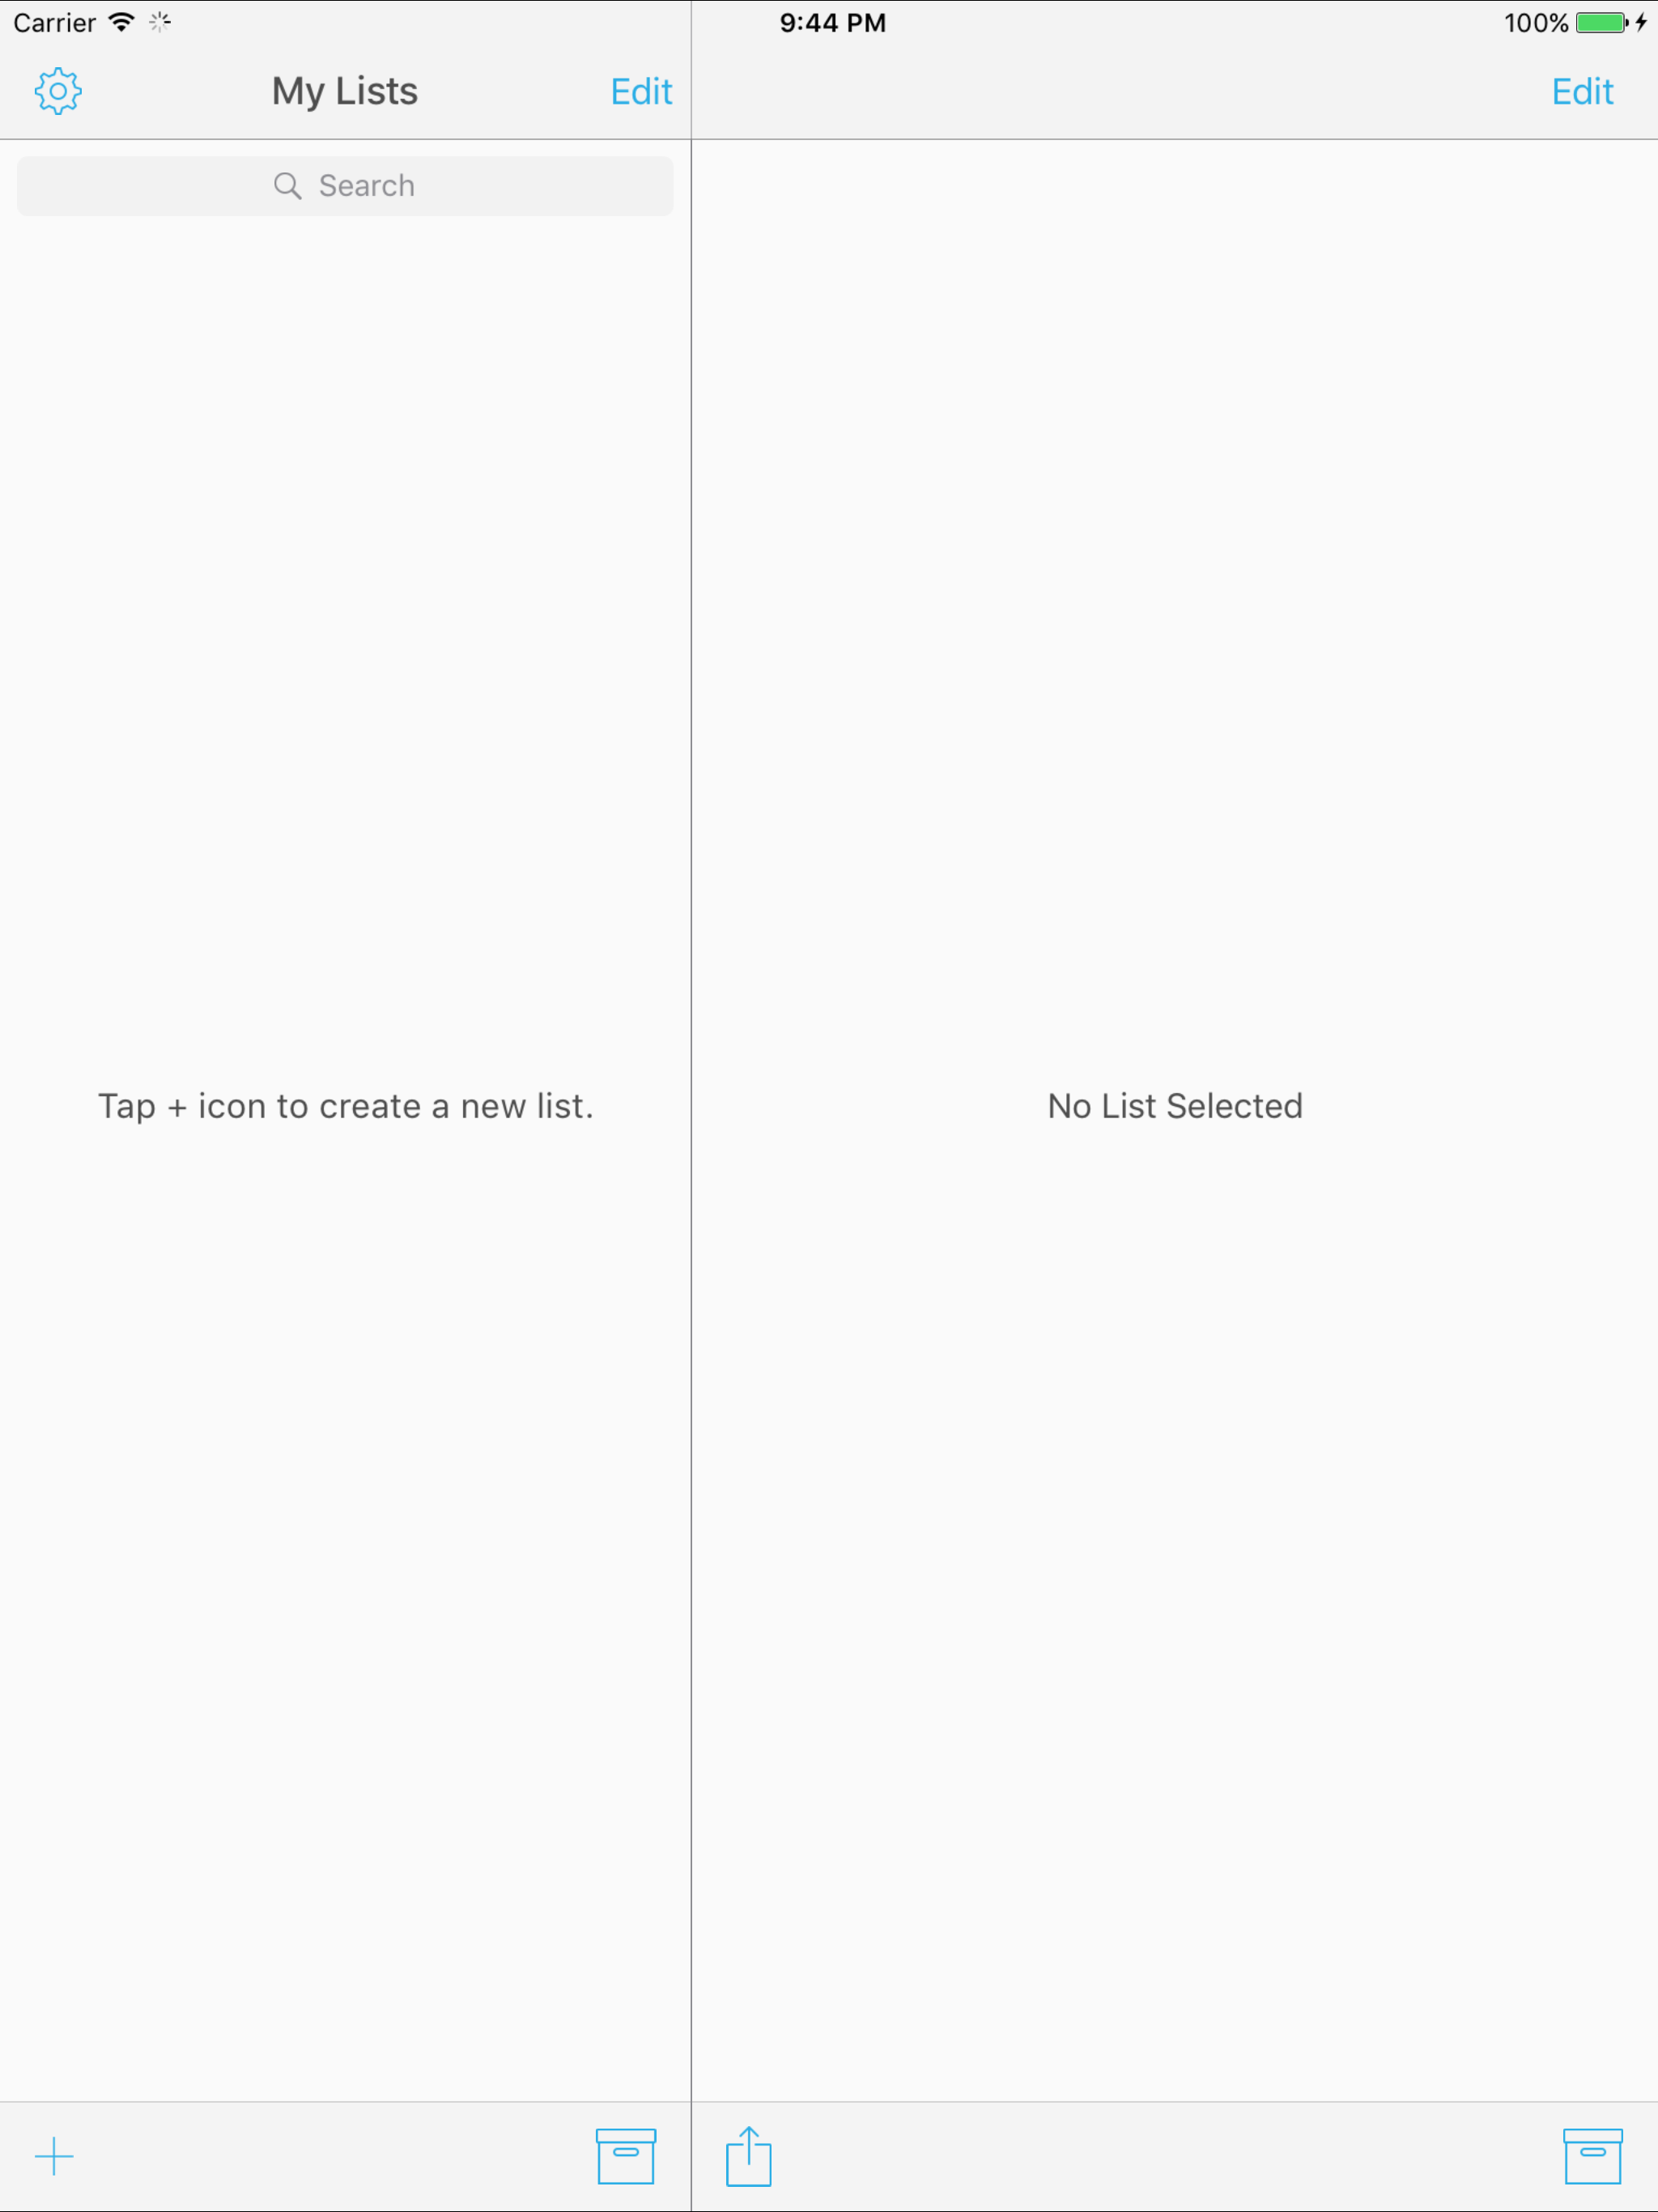 Carrier 9:44 PM 100%
My Lists Edit Edit
Search
Tap + icon to create a new list.
No List Selected